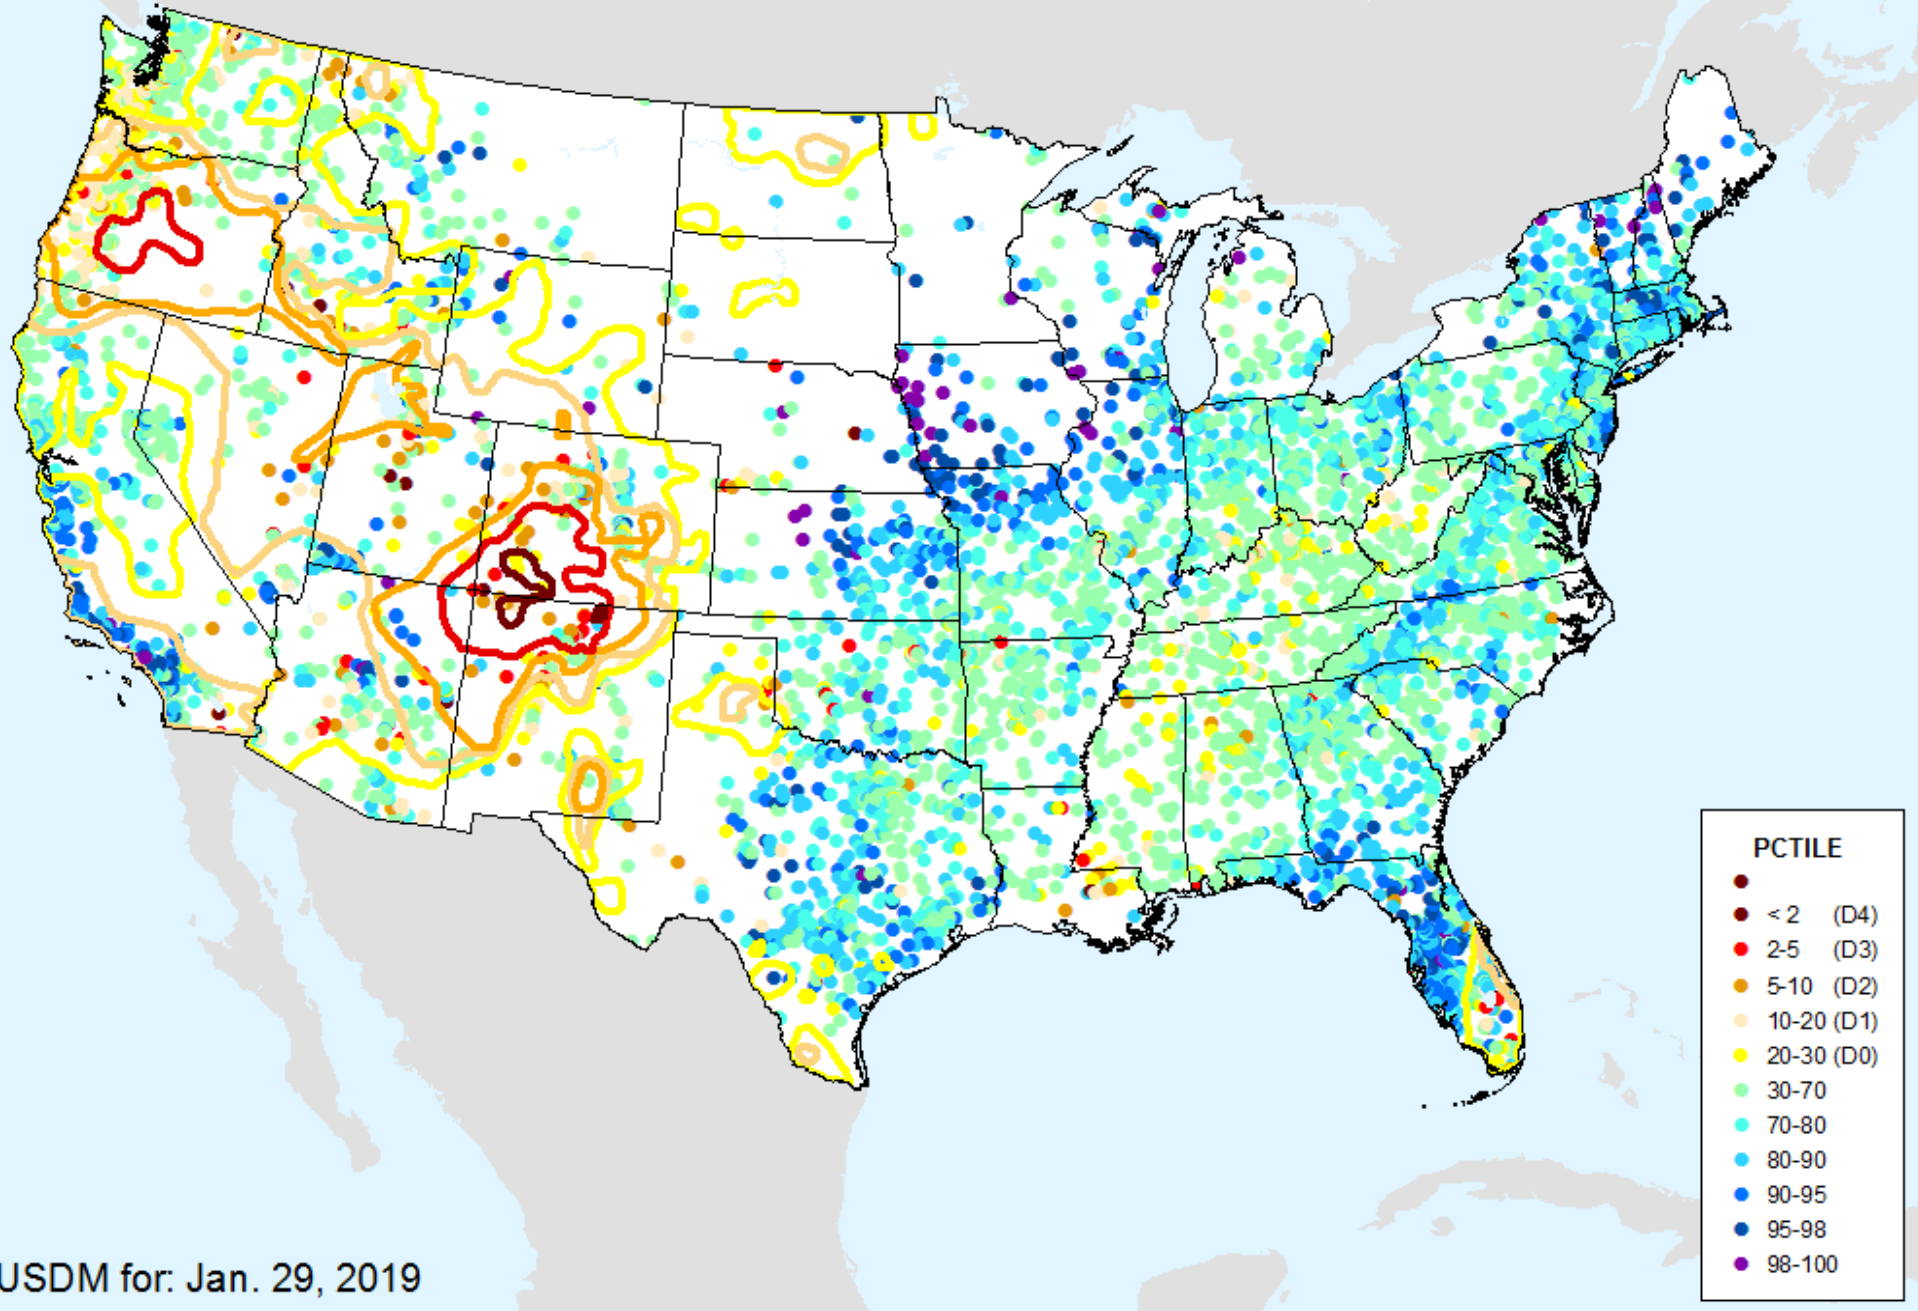 PCTILE
< 2 (D4)
2-5 (D3)
5-10 (D2)
10-20 (D1)
20-30 (D0)
30-70
70-80
80-90
90-95
95-98
98-100
USDM for: Jan. 29, 2019